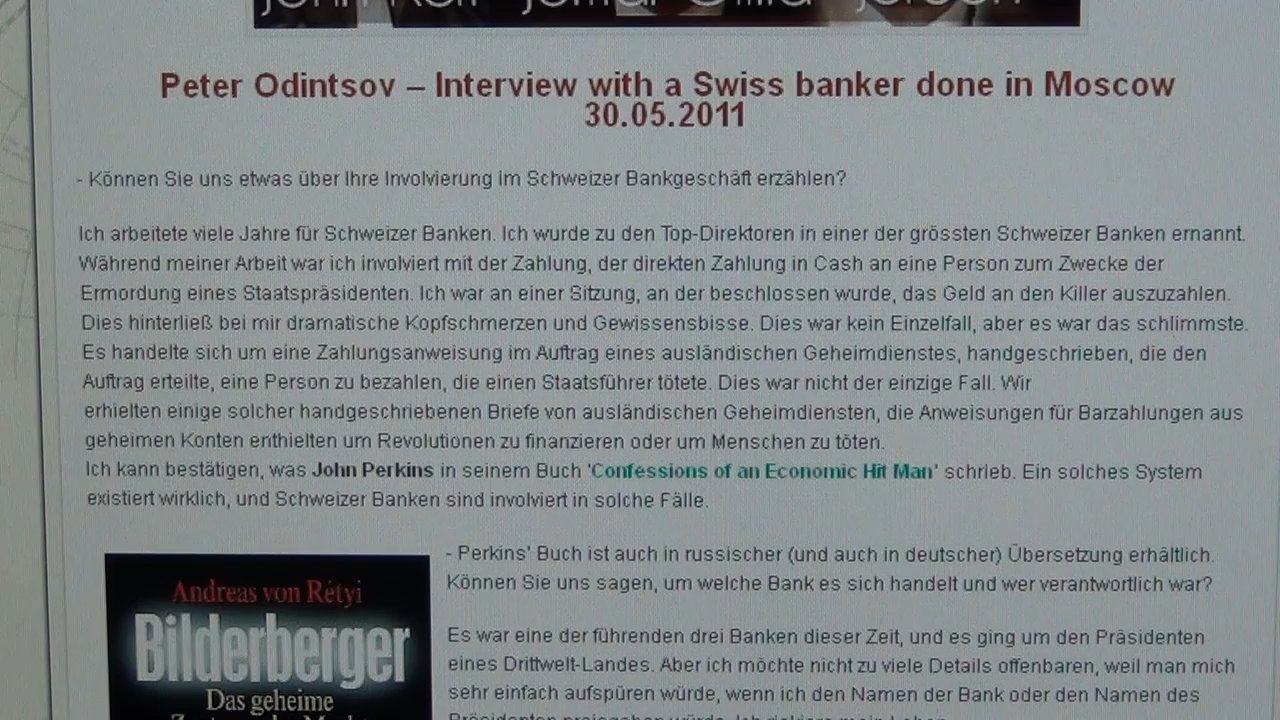 Peter Odintsov – Interview with a Swiss banker done in Moscow
30.05.2011
- Können Sie uns etwas über Ihre Involvierung im Schweizer Bankgeschäft erzählen?
Ich arbeitete viele Jahre für Schweizer Banken. Ich wurde zu den Top-Direktoren in einer der grössten Schweizer Banken ernannt.
Während meiner Arbeit war ich involviert mit der Zahlung, der direkten Zahlung in Cash an eine Person zum Zwecke der
Ermordung eines Staatspräsidenten. Ich war an einer Sitzung, an der beschlossen wurde, das Geld an den Killer auszuzahlen.
Dies hinterließ bei mir dramatische Kopfschmerzen und Gewissensbisse. Dies war kein Einzelfall, aber es war das schlimmste.
Es handelte sich um eine Zahlungsanweisung im Auftrag eines ausländischen Geheimdienstes, handgeschrieben, die den
Auftrag erteilte, eine Person zu bezahlen, die einen Staatsführer tötete. Dies war nicht der einzige Fall. Wir
erhielten einige solcher handgeschriebenen Briefe von ausländischen Geheimdiensten, die Anweisungen für Barzahlungen aus
geheimen Konten enthielten um Revolutionen zu finanzieren oder um Menschen zu töten.
Ich kann bestätigen, was John Perkins in seinem Buch 'Confessions of an Economic Hit Man' schrieb. Ein solches System
existiert wirklich, und Schweizer Banken sind involviert in solche Fälle.
- Perkins' Buch ist auch in russischer (und auch in deutscher) Übersetzung erhältlich.
Können Sie uns sagen, um welche Bank es sich handelt und wer verantwortlich war?
Es war eine der führenden drei Banken dieser Zeit, und es ging um den Präsidenten
eines Drittwelt-Landes. Aber ich möchte nicht zu viele Details offenbaren, weil man mich
sehr einfach aufspüren würde, wenn ich den Namen der Bank oder den Namen des
Andreas von Rétyi
Bilderberger
Das geheime